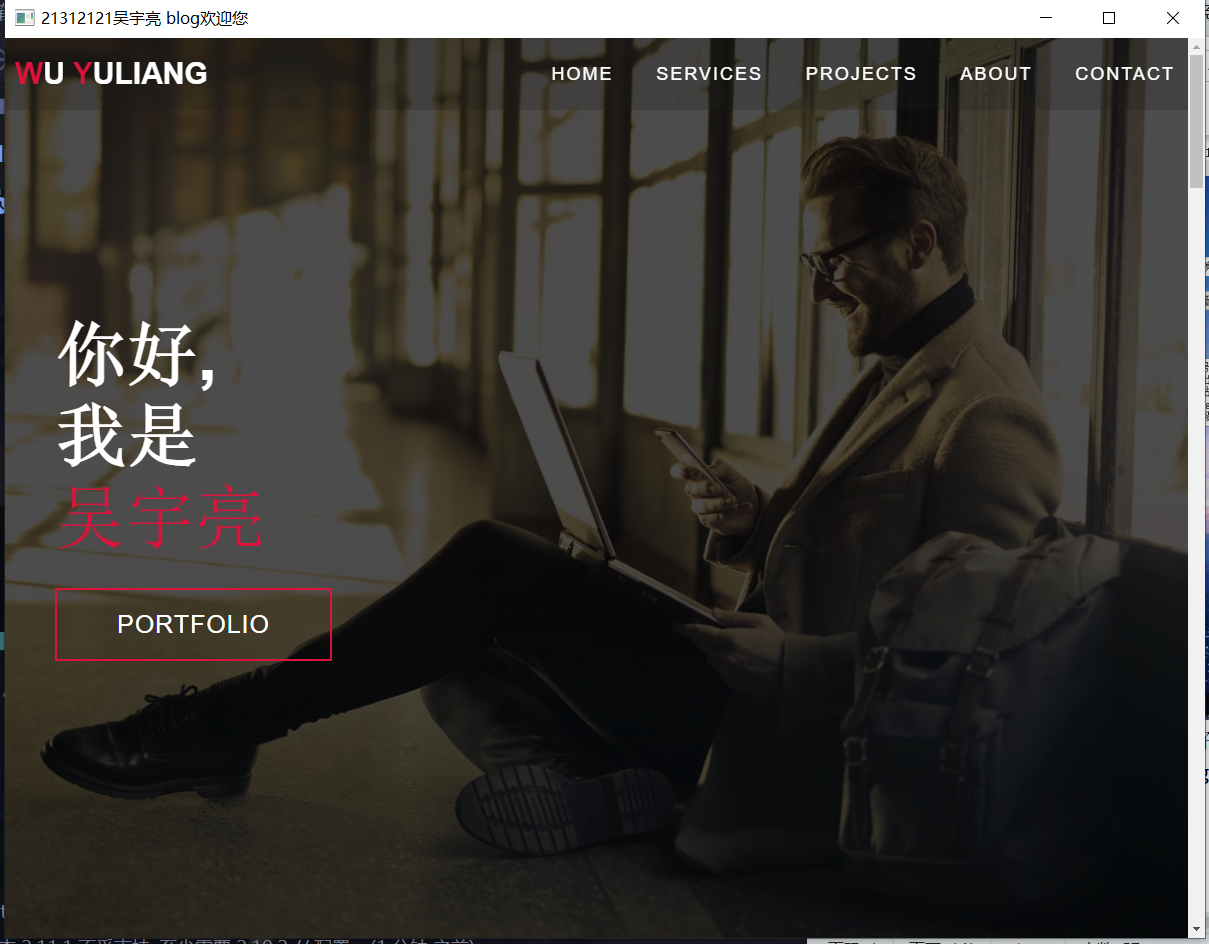 21312121吴宇亮 blog欢迎您
WU YULIANG
HOME SERVICES PROJECTS ABOUT CONTACT
你好,
我是
吴宇亮
PORTFOLIO